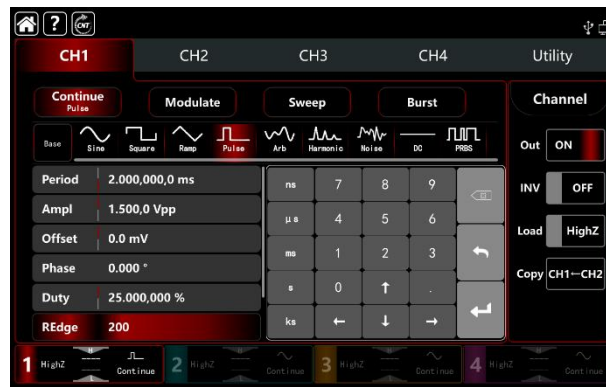 ? CNT
CH1 CH2 CH3 CH4 Utility
Continue
Pulse
Modulate Sweep Burst Channel
Base Sine Square Ramp Pulse Arb Harmonic Noise DC PRBS
Out ON
Period 2.000,000,0 ms
ns 7 8 9
INV OFF
Ampl 1.500,0 Vpp
μs 4 5 6
Offset 0.0 mV
Load HighZ
Phase 0.000 °
ms 1 2 3
Copy CH1←CH2
Duty 25.000,000 %
s 0 ↑ .
REdge 200
ks ← ↓ →
1 HighZ Continue 2 HighZ Continue 3 HighZ Continue 4 HighZ Continue